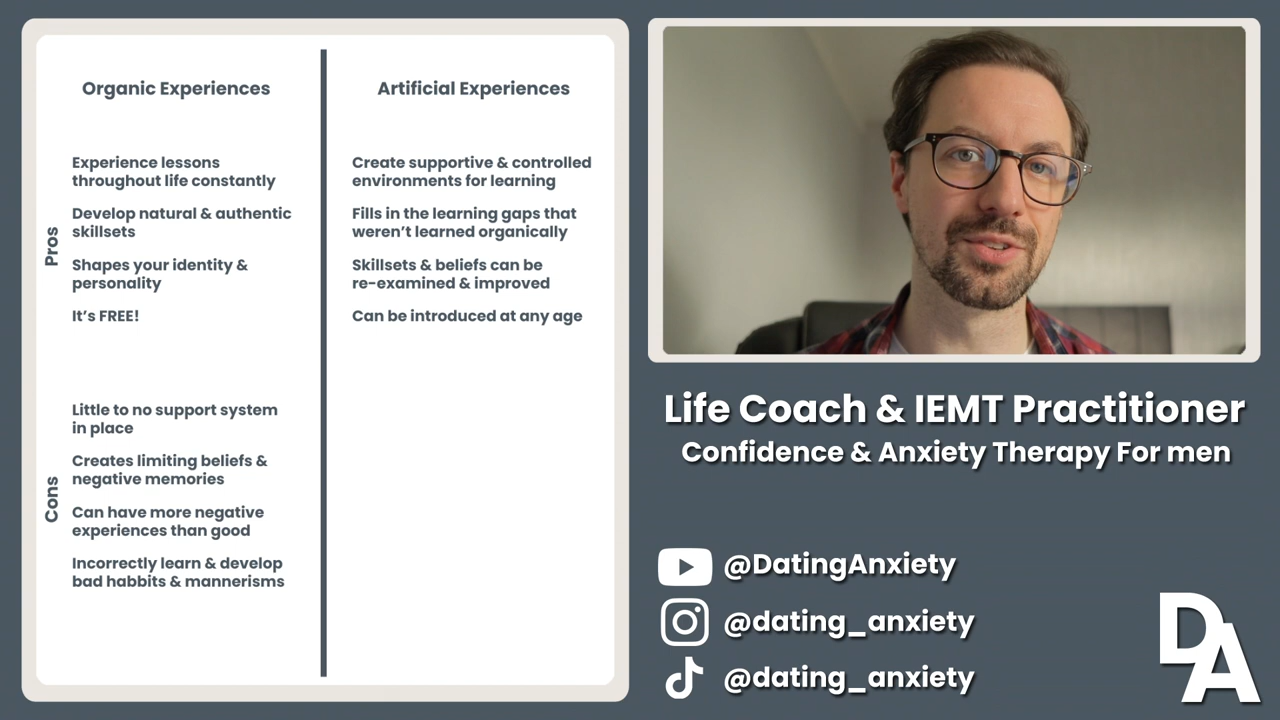 Organic Experiences
Artificial Experiences
Pros
Experience lessons
throughout life constantly
Develop natural & authentic
skillsets
Shapes your identity &
personality
It's FREE!
Create supportive & controlled
environments for learning
Fills in the learning gaps that
weren't learned organically
Skillsets & beliefs can be
re-examined & improved
Can be introduced at any age
Cons
Little to no support system
in place
Creates limiting beliefs &
negative memories
Can have more negative
experiences than good
Incorrectly learn & develop
bad habbits & mannerisms
Life Coach & IEMT Practitioner
Confidence & Anxiety Therapy For men
@DatingAnxiety
@dating_anxiety
@dating_anxiety
DA